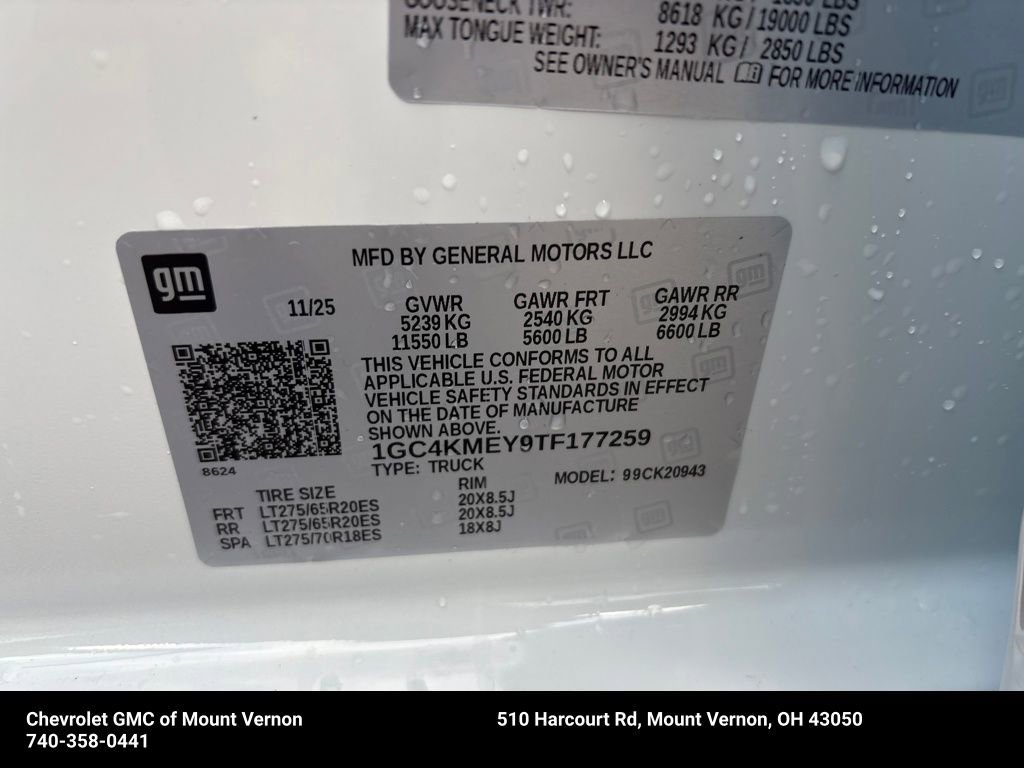 GOOSENECK TWR: 8618 KG/19000 LBS
MAX TONGUE WEIGHT: 1293 KG/ 2850 LBS
SEE OWNER'S MANUAL FOR MORE INFORMATION
gm
MFD BY GENERAL MOTORS LLC
11/25 GVWR GAWR FRT GAWR RR
5239 KG 2540 KG 2994 KG
11550 LB 5600 LB 6600 LB
THIS VEHICLE CONFORMS TO ALL
APPLICABLE U.S. FEDERAL MOTOR
VEHICLE SAFETY STANDARDS IN EFFECT
ON THE DATE OF MANUFACTURE
SHOWN ABOVE.
1GC4KMEY9TF177259
8624
TYPE: TRUCK MODEL: 99CK20943
TIRE SIZE RIM
FRT LT275/65R20ES 20X8.5J
RR LT275/65R20ES 20X8.5J
SPA LT275/70R18ES 18X8J
Chevrolet GMC of Mount Vernon 510 Harcourt Rd, Mount Vernon, OH 43050
740-358-0441